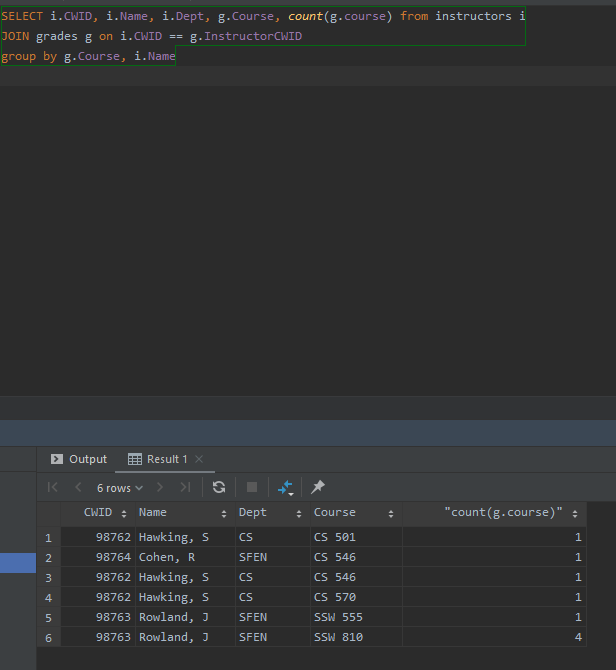 SELECT i.CWID, i.Name, i.Dept, g.Course, count(g.course) from instructors i
JOIN grades g on i.CWID == g.InstructorCWID
group by g.Course, i.Name
Output Result 1
6 rows
CWID Name Dept Course "count(g.course)"
1 98762 Hawking, S CS CS 501 1
2 98764 Cohen, R SFEN CS 546 1
3 98762 Hawking, S CS CS 546 1
4 98762 Hawking, S CS CS 570 1
5 98763 Rowland, J SFEN SSW 555 1
6 98763 Rowland, J SFEN SSW 810 4